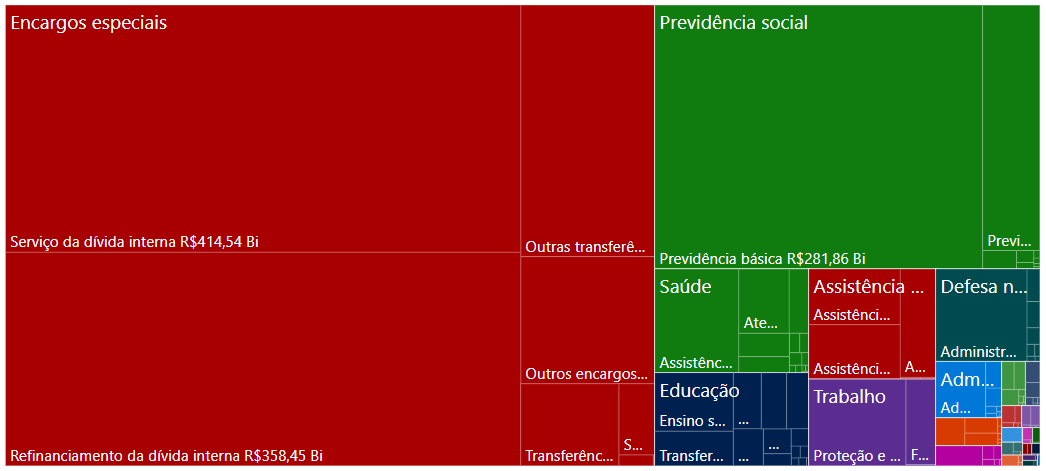 Encargos especiais
Serviço da dívida interna R$414,54 Bi
Refinanciamento da dívida interna R$358,45 Bi
Outras transferê...
Outros encargos...
Transferênc...
S...
Previdência social
Previdência básica R$281,86 Bi
Previ...
Saúde
Assistênc...
Ate...
Educação
Ensino s...
...
Transfer...
...
Assistência ...
Assistênci...
Assistênci...
A...
Trabalho
Proteção e ...
F...
Defesa n...
Administr...
Adm...
Ad...